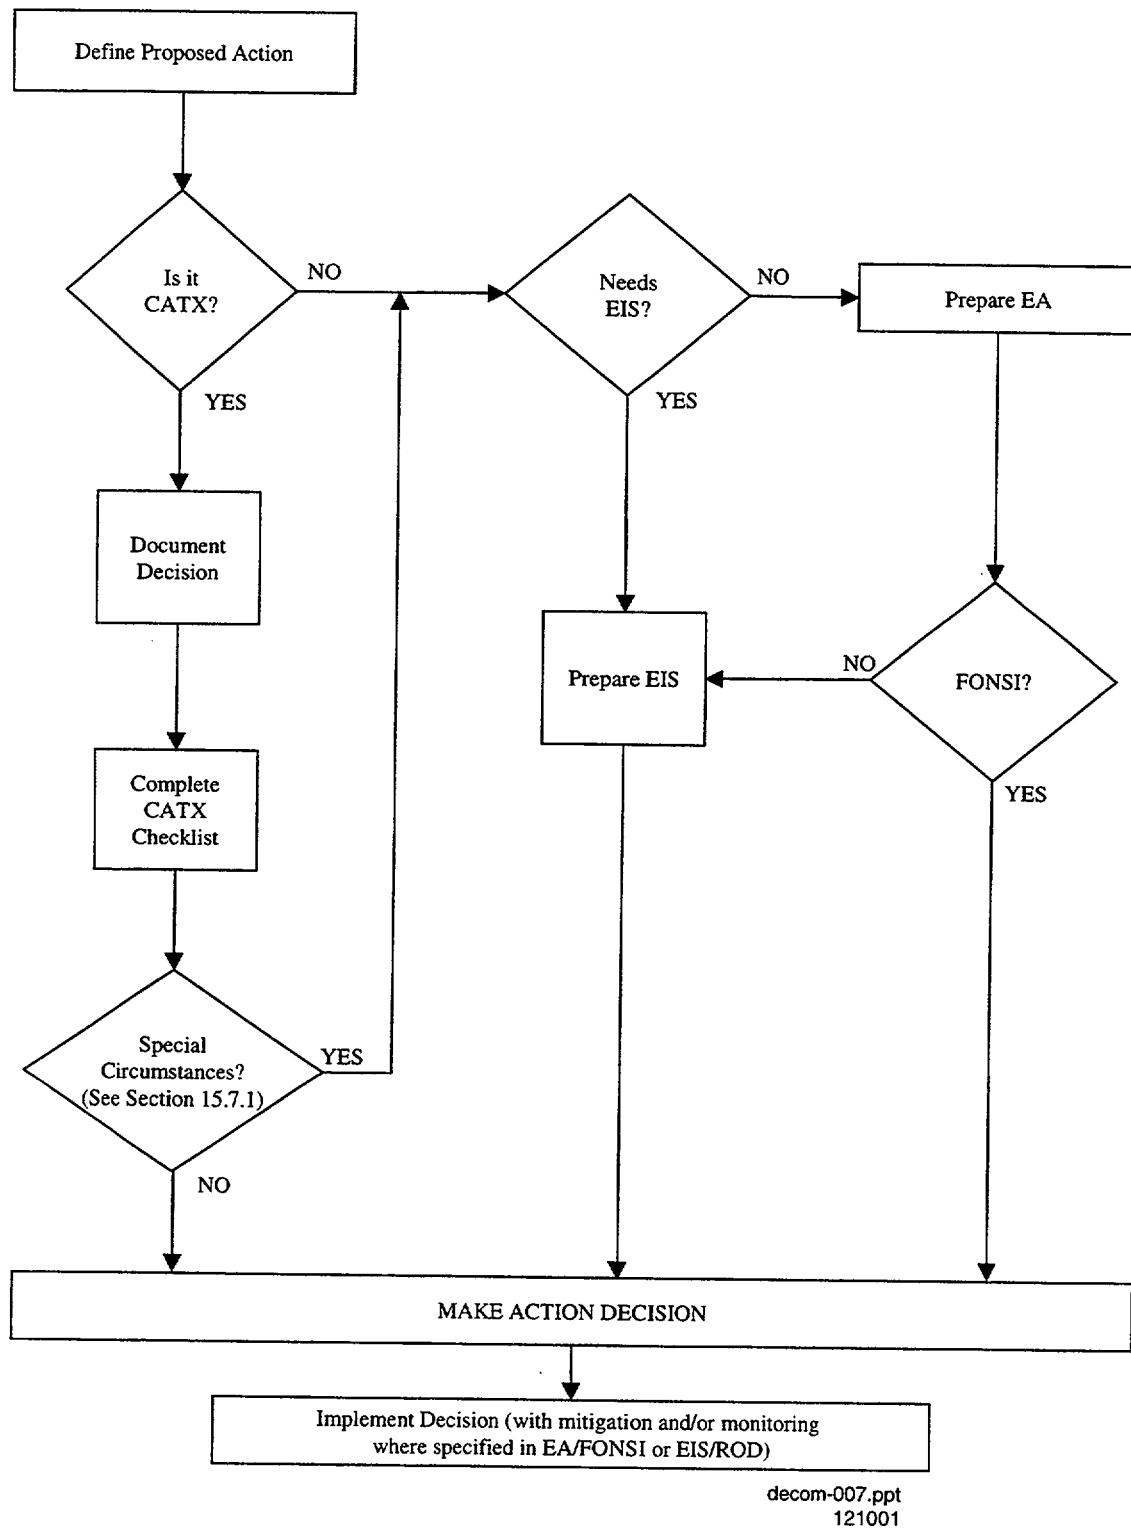 Define Proposed Action
Is it
CATX?
NO
YES
Needs
EIS?
NO
YES
Prepare EA
Document
Decision
Prepare EIS
NO
FONSI?
YES
Complete
CATX
Checklist
Special
Circumstances?
(See Section 15.7.1)
YES
NO
MAKE ACTION DECISION
Implement Decision (with mitigation and/or monitoring
where specified in EA/FONSI or EIS/ROD)
decom-007.ppt
121001